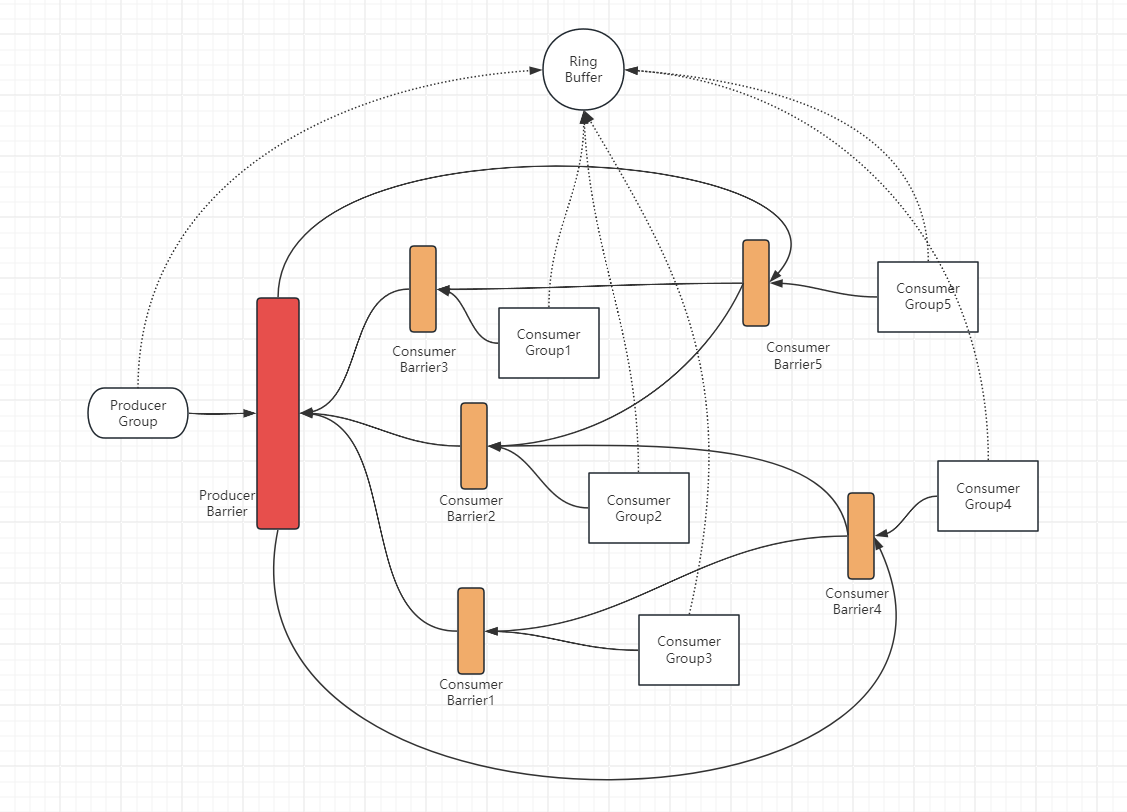 Ring
Buffer
Consumer
Group5
Consumer
Group1
Consumer
Barrier3
Consumer
Barrier5
Producer
Group
Producer
Barrier
Consumer
Barrier2
Consumer
Group2
Consumer
Group4
Consumer
Barrier4
Consumer
Group3
Consumer
Barrier1